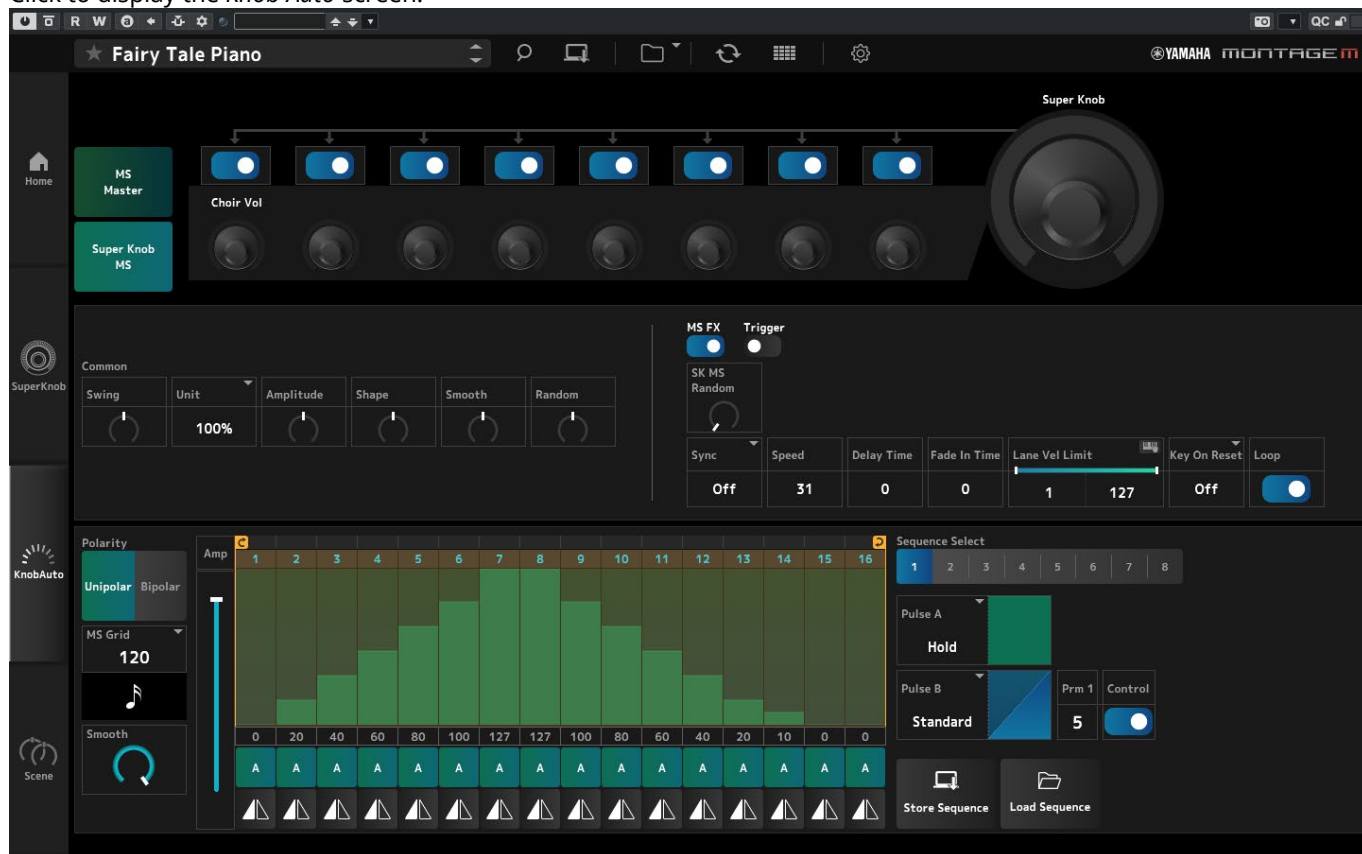 Click to display the Knob Auto screen.
R W a QC
Fairy Tale Piano
YAMAHA MONTAGE m
Super Knob
Home
MS Master
Choir Vol
Super Knob MS
SuperKnob
MS FX Trigger
Common
SK MS Random
Swing Unit Amplitude Shape Smooth Random
100%
Sync Speed Delay Time Fade In Time Lane Vel Limit Key On Reset Loop
Off 31 0 0 1 127 Off
KnobAuto
Polarity
Unipolar Bipolar
MS Grid
120
Smooth
Amp
1 2 3 4 5 6 7 8 9 10 11 12 13 14 15 16
0 20 40 60 80 100 127 127 100 80 60 40 20 10 0 0
A A A A A A A A A A A A A A A A
Sequence Select
1 2 3 4 5 6 7 8
Pulse A
Hold
Pulse B Prm 1 Control
Standard 5
Scene
Store Sequence Load Sequence